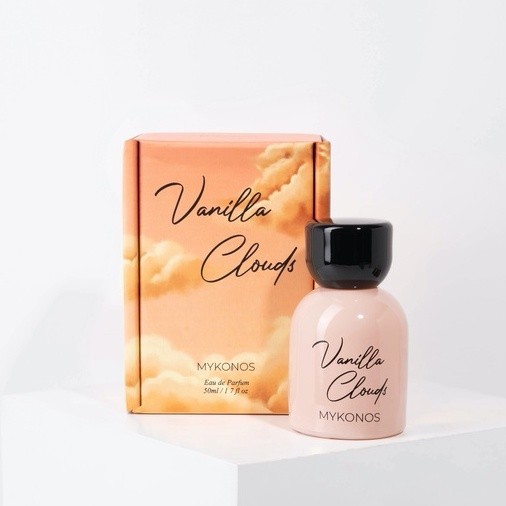 Vanilla
Clouds
MYKONOS
Eau de Parfum
50ml / 1 7 fl oz
Vanilla
Clouds
MYKONOS